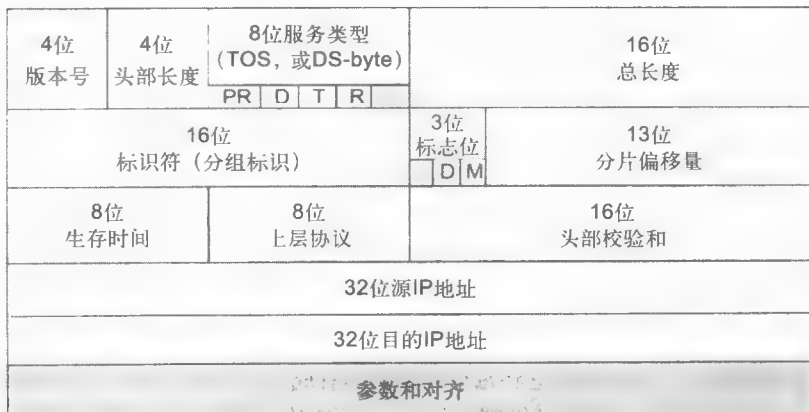 4位
版本号
4位
头部长度
8位服务类型
(TOS, 或DS-byte)
PR D T R
16位
总长度
16位
标识符（分组标识）
3位
标志位
D M
13位
分片偏移量
8位
生存时间
8位
上层协议
16位
头部校验和
32位源IP地址
32位目的IP地址
参数和对齐